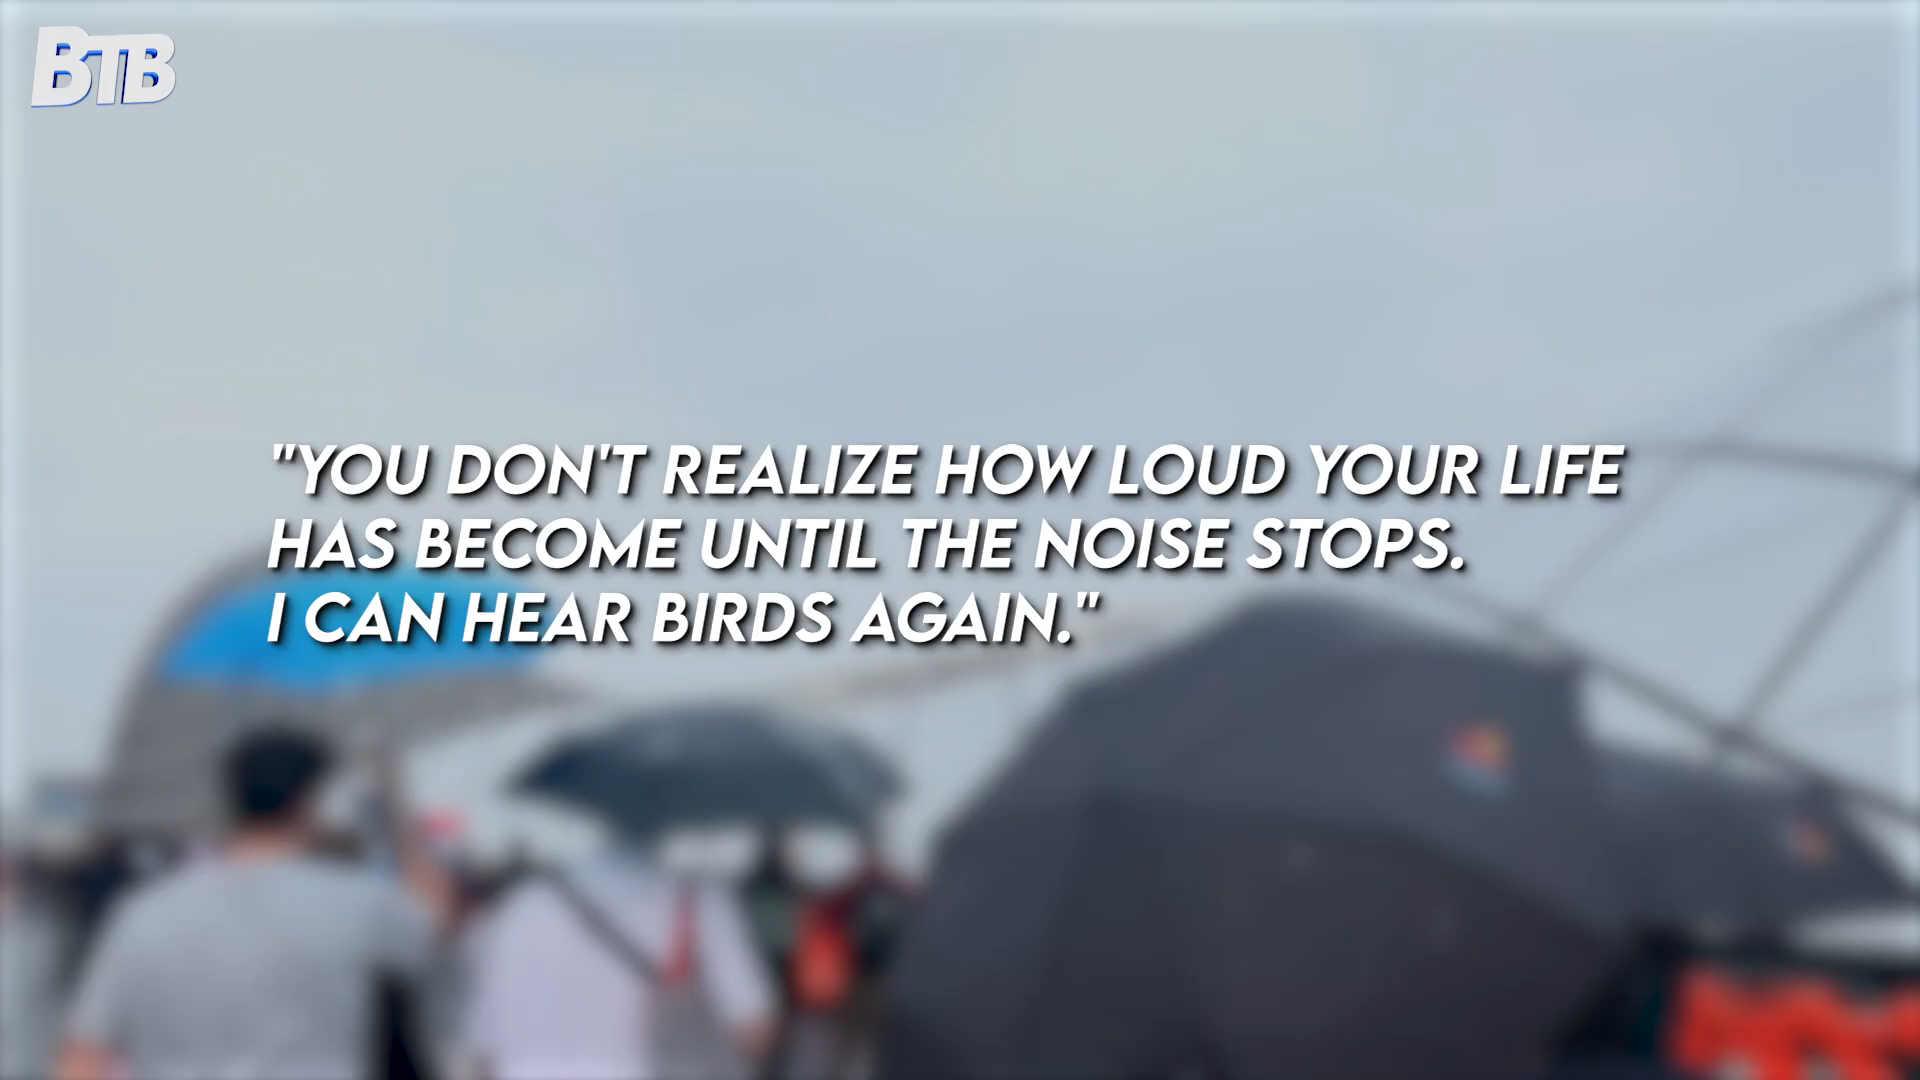 BTB
"YOU DON'T REALIZE HOW LOUD YOUR LIFE
HAS BECOME UNTIL THE NOISE STOPS.
I CAN HEAR BIRDS AGAIN."